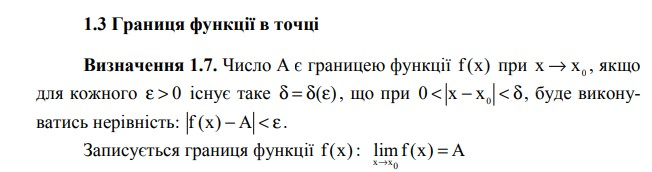 1.3 Границя функції в точці
Визначення 1.7. Число А є границею функції f(x) при x → x₀, якщо
для кожного ε > 0 існує таке δ = δ(ε), що при 0 < |x − x₀| < δ, буде викону-
ватись нерівність: |f(x) − A| < ε.
Записується границя функції f(x): lim f(x) = A
x→x₀